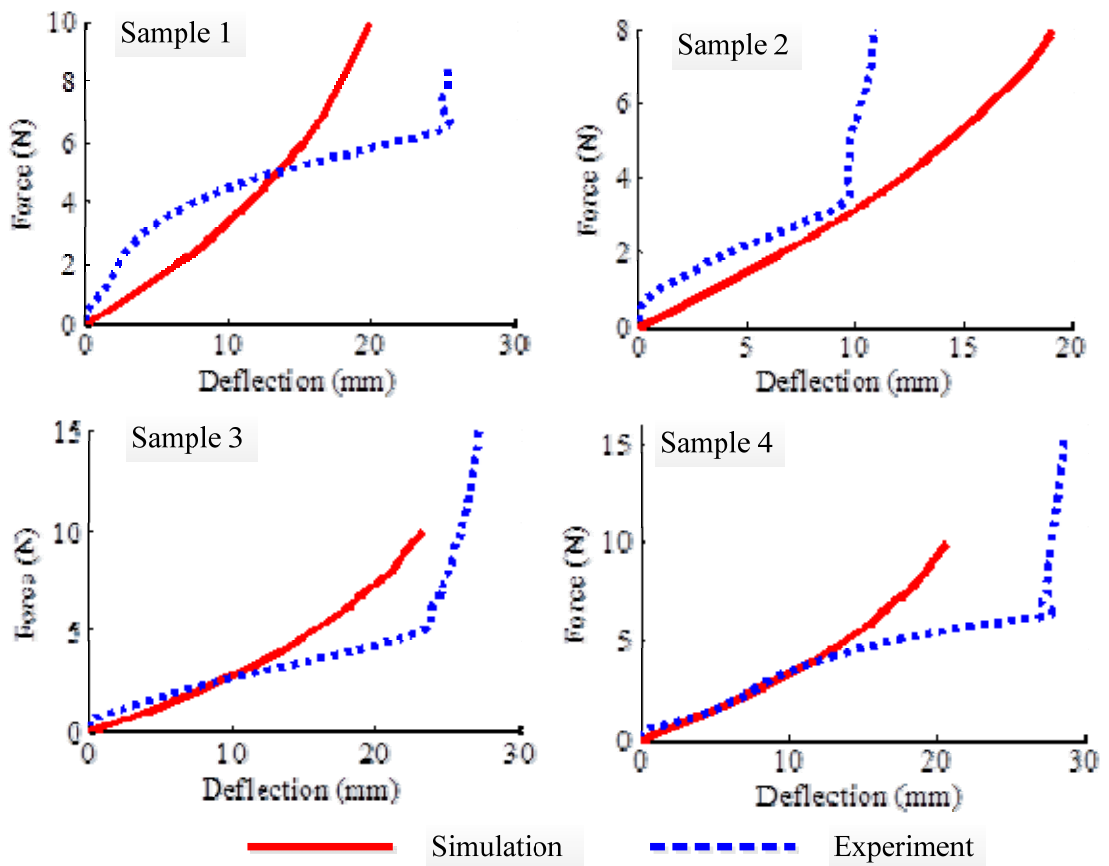 Sample 1
10
8
6
4
2
0
Force (N)
0 10 20 30
Deflection (mm)
Sample 2
8
6
4
2
0
Force (N)
0 5 10 15 20
Deflection (mm)
Sample 3
15
10
5
0
Force (N)
0 10 20 30
Deflection (mm)
Sample 4
15
10
5
0
Force (N)
0 10 20 30
Deflection (mm)
Simulation Experiment